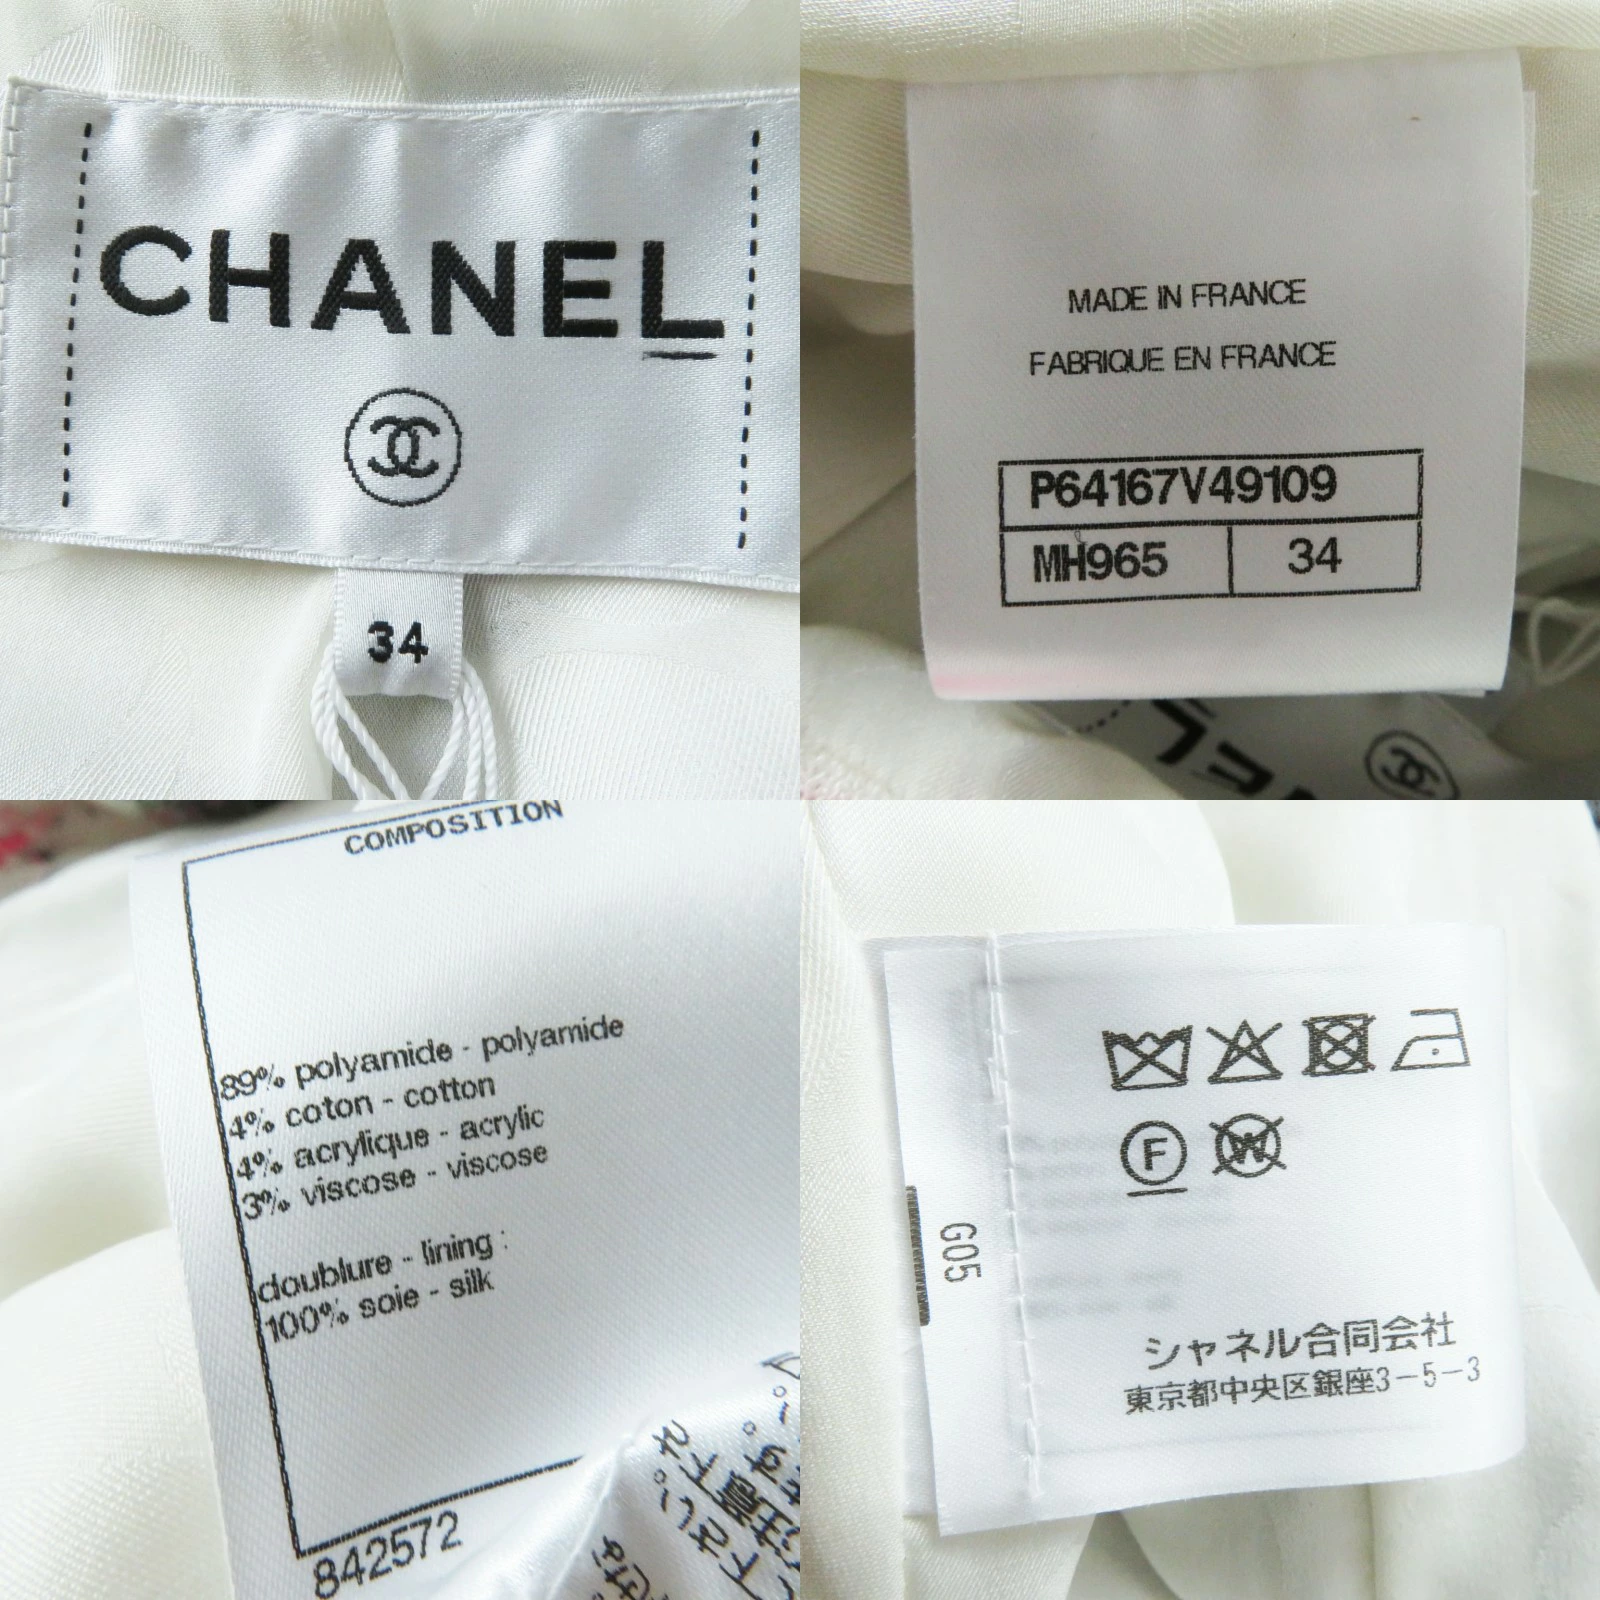 CHANEL
34
MADE IN FRANCE
FABRIQUE EN FRANCE
P64167V49109
MH965 34
COMPOSITION
89% polyamide - polyamide
4% coton - cotton
4% acrylique - acrylic
3% viscose - viscose
doublure - lining :
100% soie - silk
842572
F W
G05
シャネル合同会社
東京都中央区銀座3-5-3